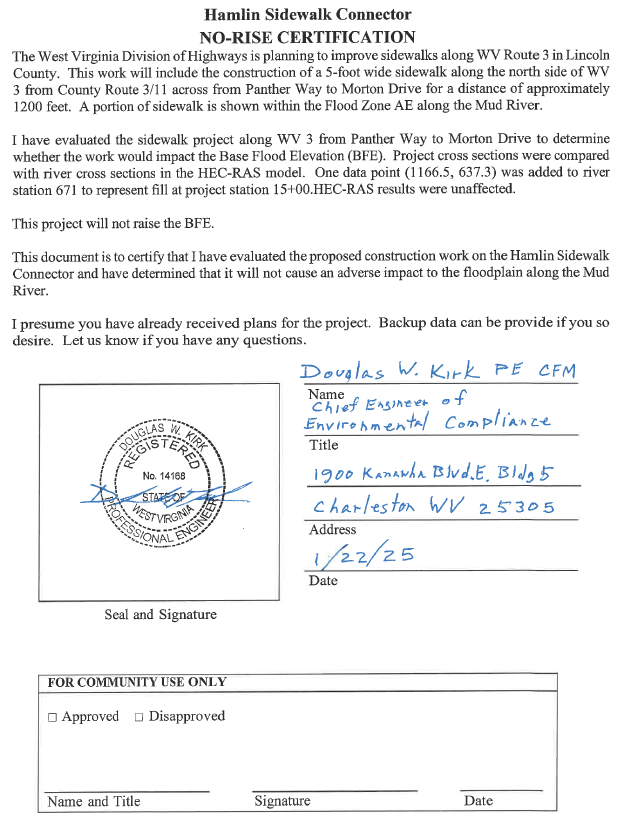 Hamlin Sidewalk Connector
NO-RISE CERTIFICATION
The West Virginia Division of Highways is planning to improve sidewalks along WV Route 3 in Lincoln
County. This work will include the construction of a 5-foot wide sidewalk along the north side of WV
3 from County Route 3/11 across from Panther Way to Morton Drive for a distance of approximately
1200 feet. A portion of sidewalk is shown within the Flood Zone AE along the Mud River.
I have evaluated the sidewalk project along WV 3 from Panther Way to Morton Drive to determine
whether the work would impact the Base Flood Elevation (BFE). Project cross sections were compared
with river cross sections in the HEC-RAS model. One data point (1166.5, 637.3) was added to river
station 671 to represent fill at project station 15+00.HEC-RAS results were unaffected.
This project will not raise the BFE.
This document is to certify that I have evaluated the proposed construction work on the Hamlin Sidewalk
Connector and have determined that it will not cause an adverse impact to the floodplain along the Mud
River.
I presume you have already received plans for the project. Backup data can be provide if you so
desire. Let us know if you have any questions.
DOUGLAS W. KIRK
REGISTERED
No. 14168
STATE OF
WEST VIRGINIA
PROFESSIONAL ENGINEER
Seal and Signature
Douglas W. Kirk PE CFM
Name
Chief Engineer of
Environmental Compliance
Title
1900 Kanawha Blvd.E. Bldg 5
Charleston WV 25305
Address
1/22/25
Date
FOR COMMUNITY USE ONLY
☐ Approved ☐ Disapproved
Name and Title Signature Date